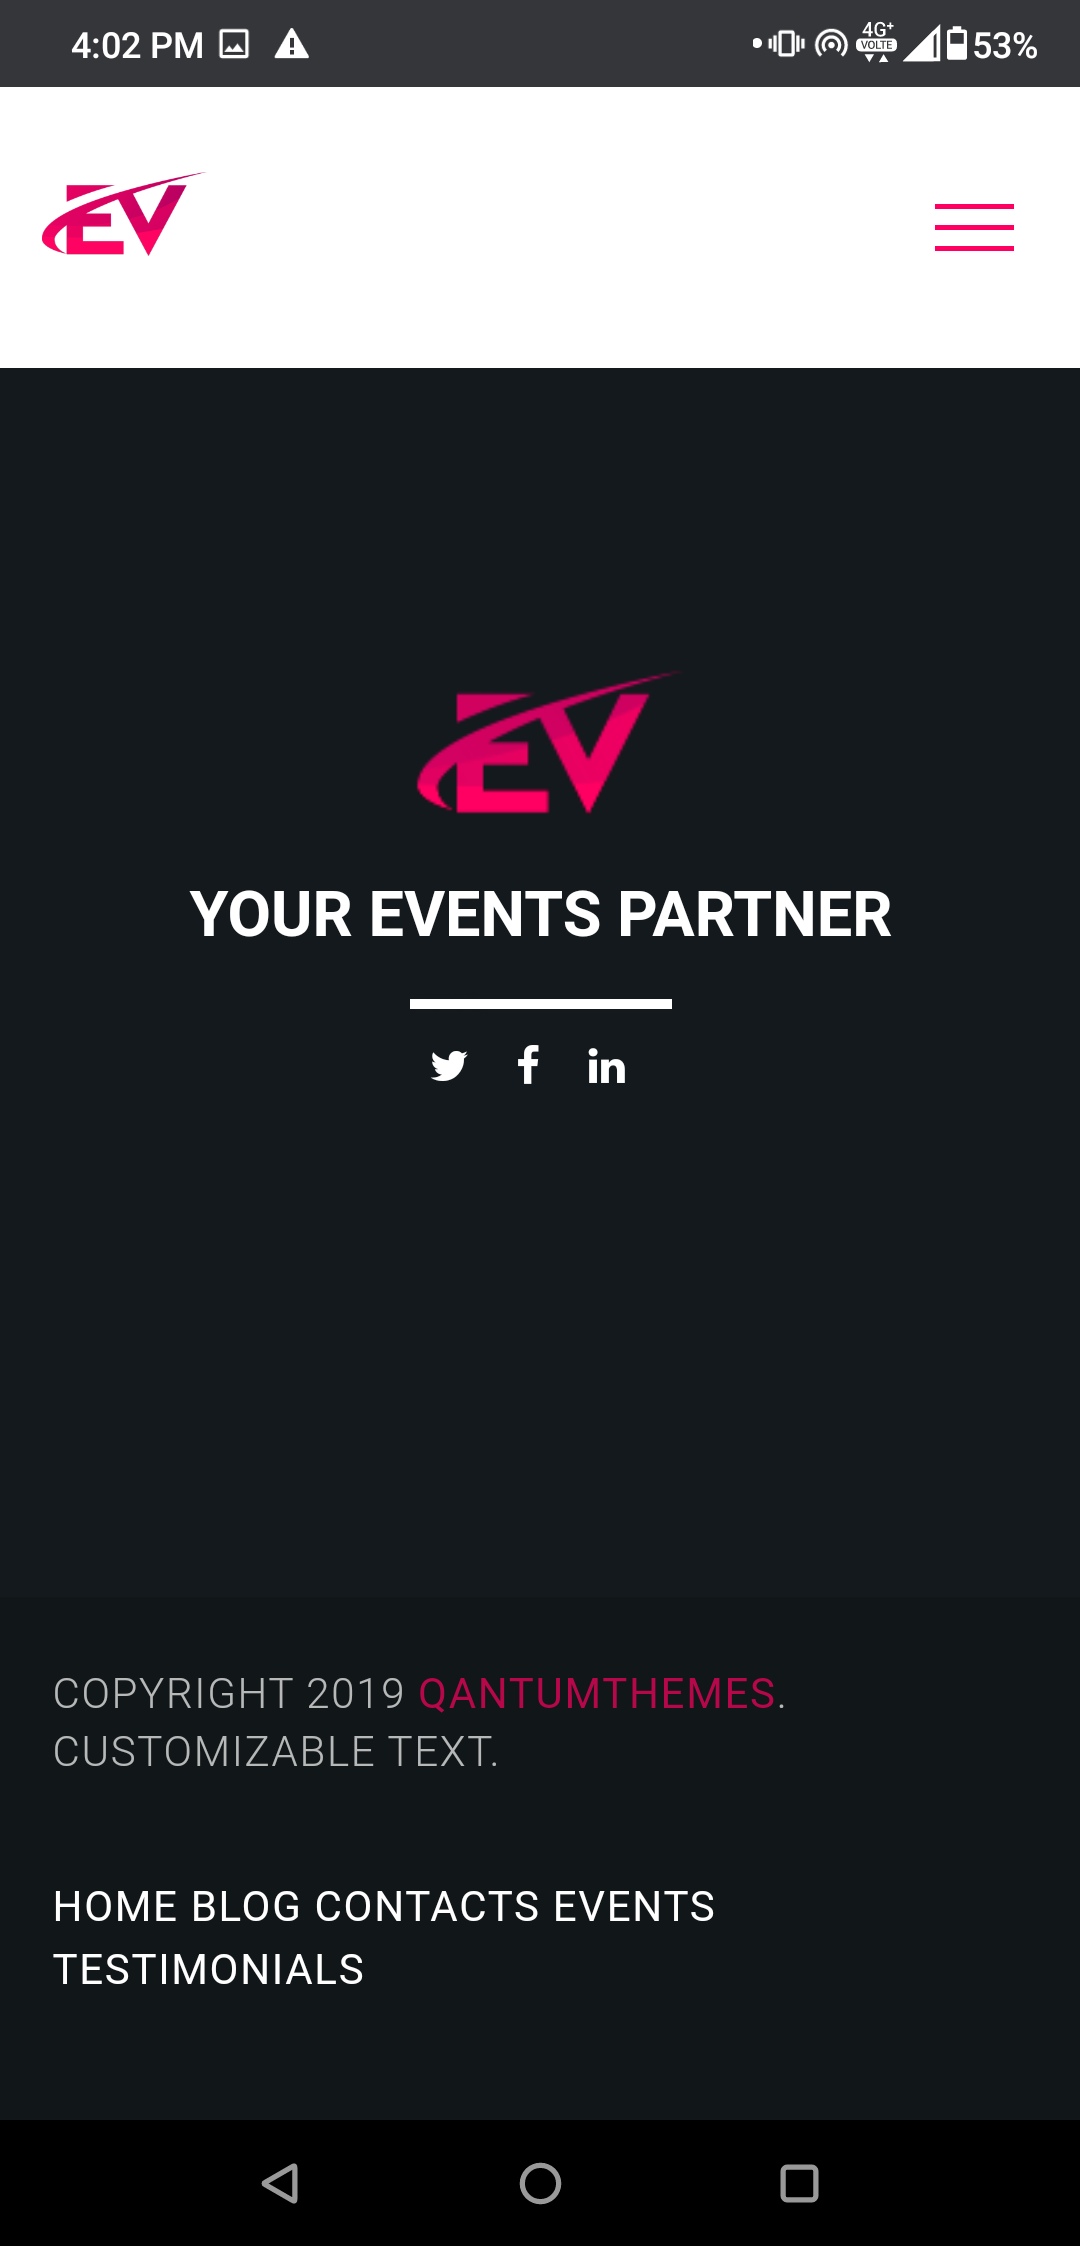 4:02 PM 4G+ VOLTE 53%
EV
EV
YOUR EVENTS PARTNER
in
COPYRIGHT 2019 QANTUMTHEMES.
CUSTOMIZABLE TEXT.
HOME BLOG CONTACTS EVENTS
TESTIMONIALS